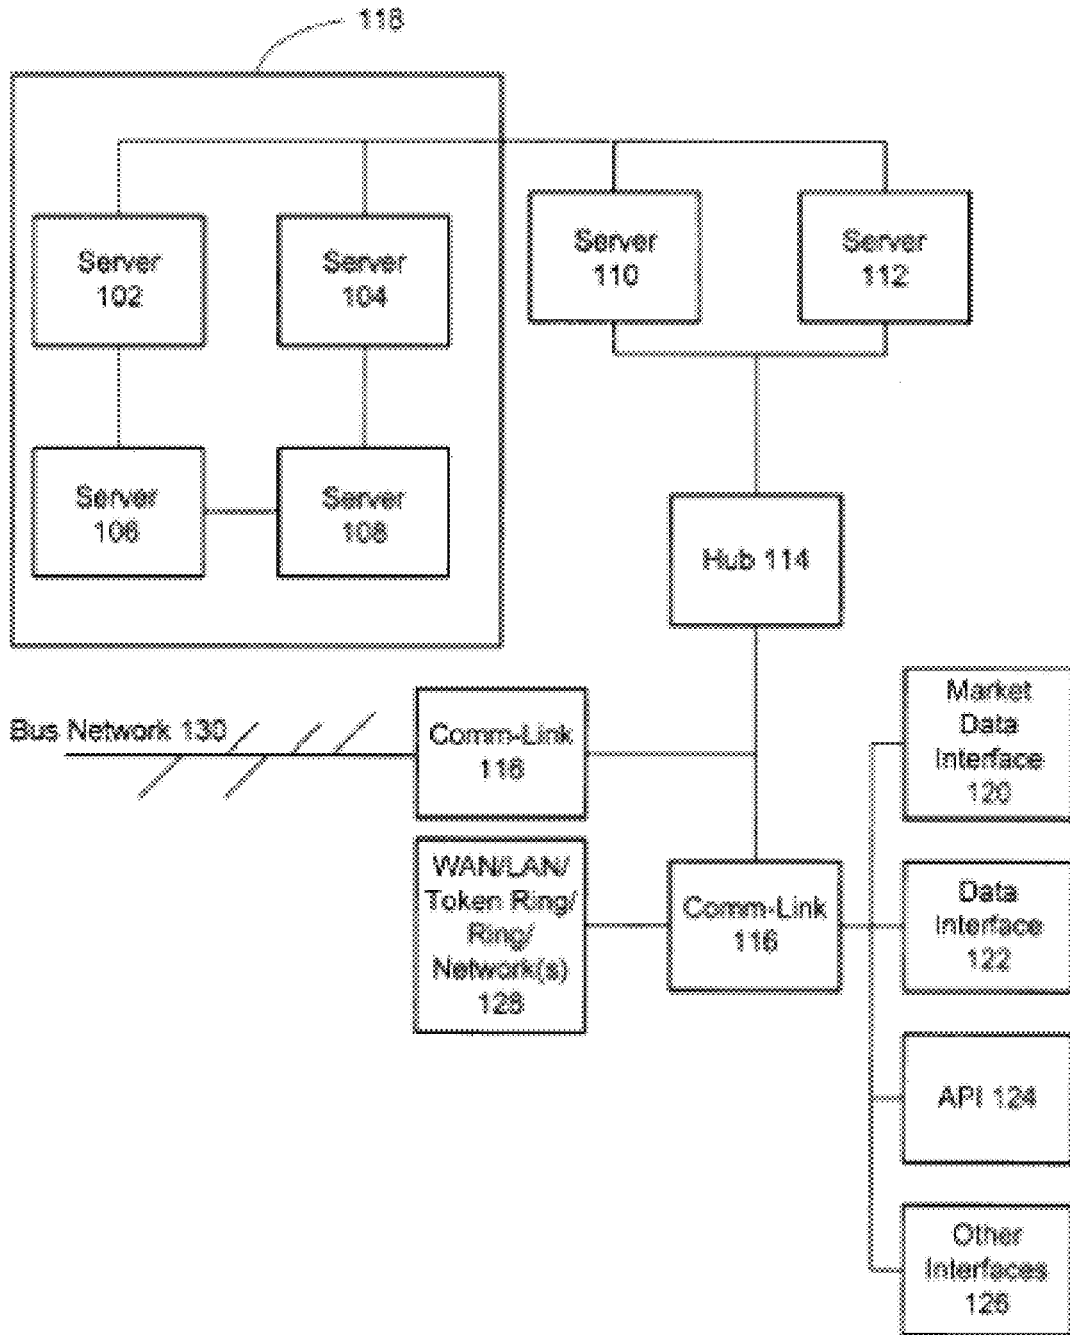 118
Server
102
Server
104
Server
110
Server
112
Server
106
Server
108
Hub 114
Bus Network 130
Comm-Link
116
Market
Data
Interface
120
WAN/LAN/
Token Ring/
Ring/
Network(s)
128
Comm-Link
116
Data
Interface
122
API 124
Other
Interfaces
126